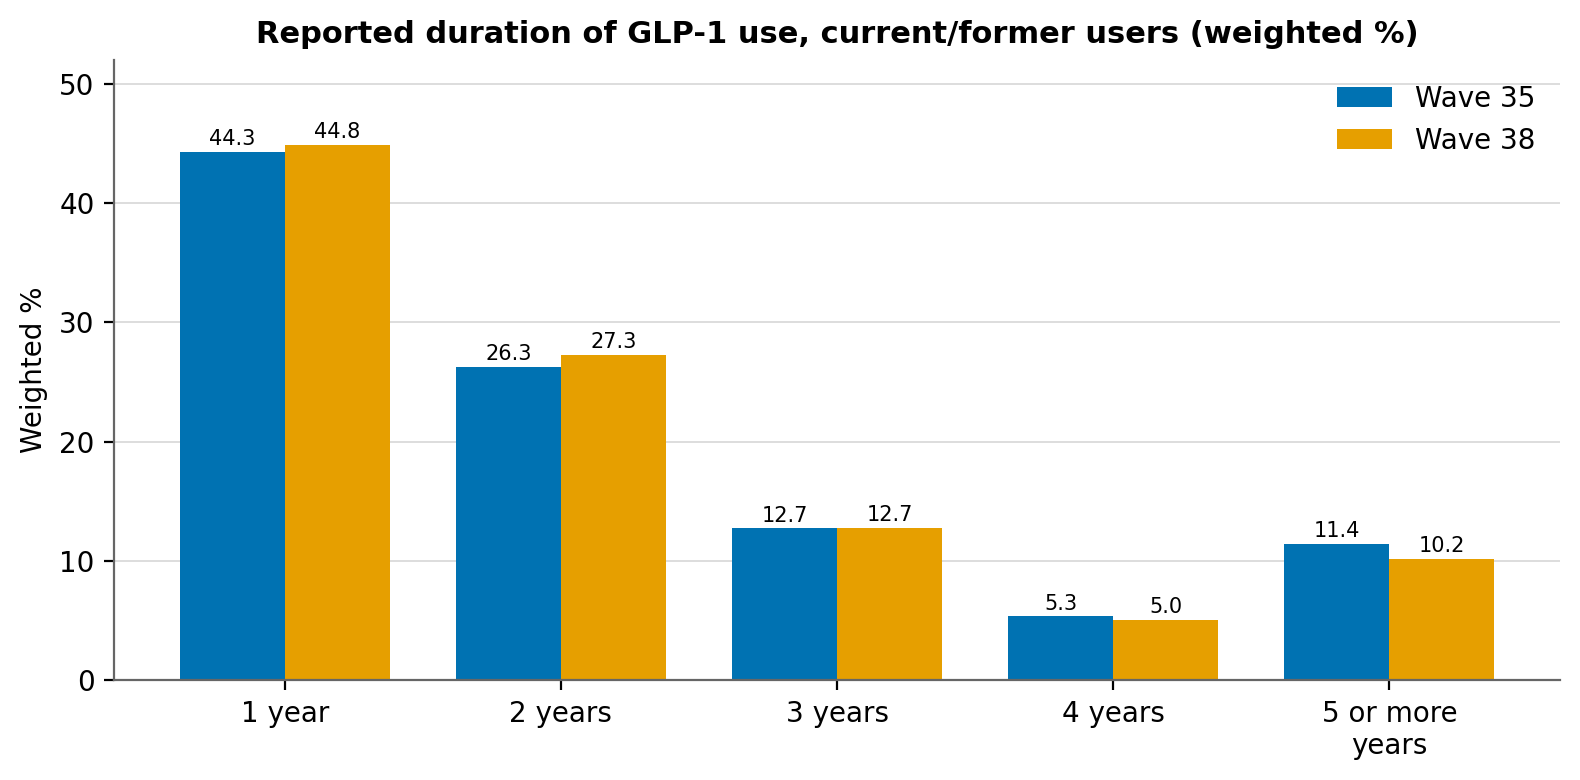 Reported duration of GLP-1 use, current/former users (weighted %)
Weighted %
50
40
30
20
10
0
Wave 35
Wave 38
44.3
44.8
26.3
27.3
12.7
12.7
5.3
5.0
11.4
10.2
1 year
2 years
3 years
4 years
5 or more
years